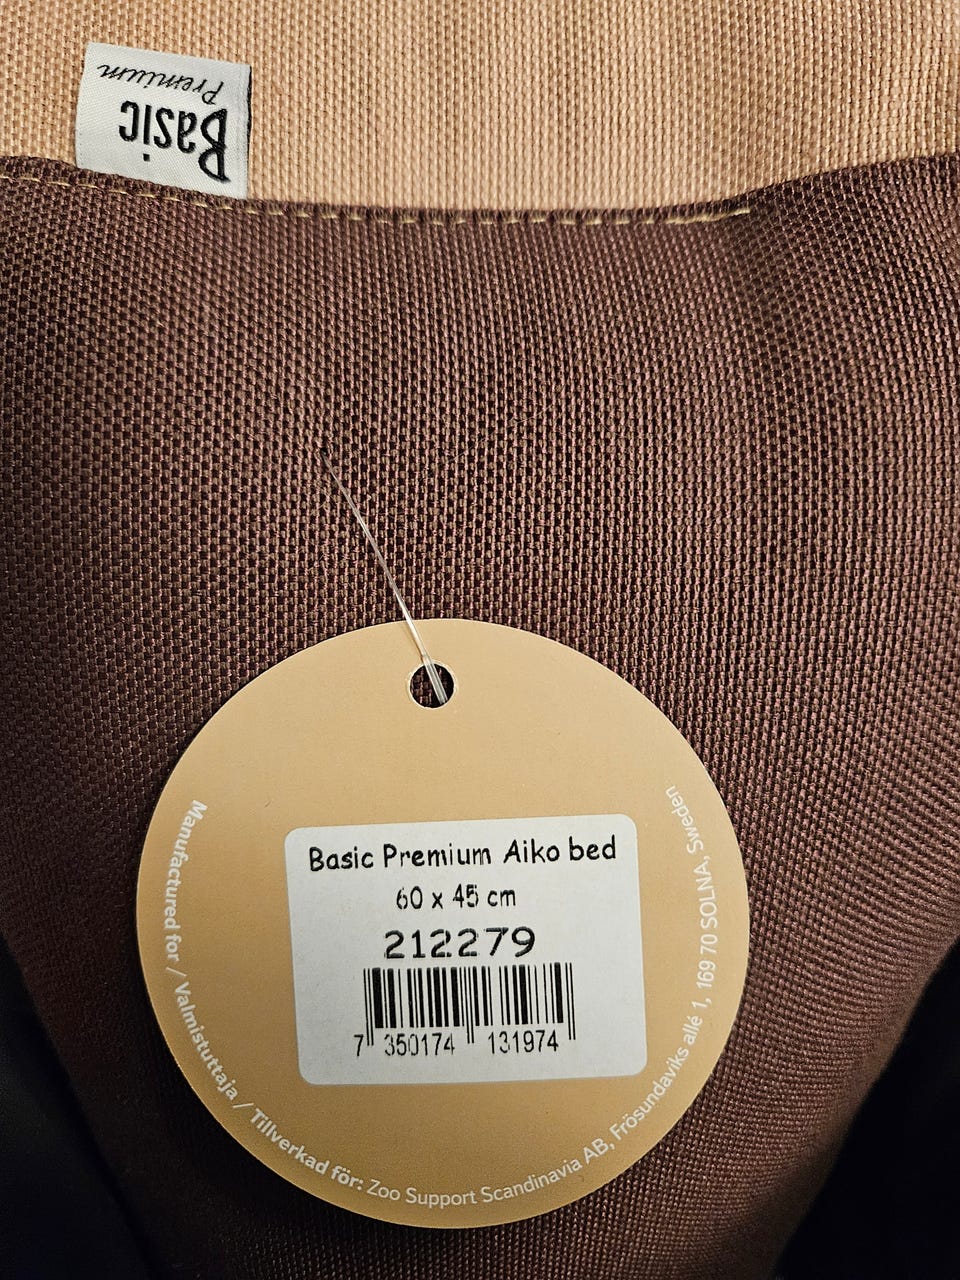 Basic
Premium
Basic Premium Aiko bed
60 x 45 cm
212279
7 350174 131974
Manufactured for / Valmistuttaja / Tillverkad för: Zoo Support Scandinavia AB, Frösundaviks allé 1, 169 70 SOLNA, Sweden